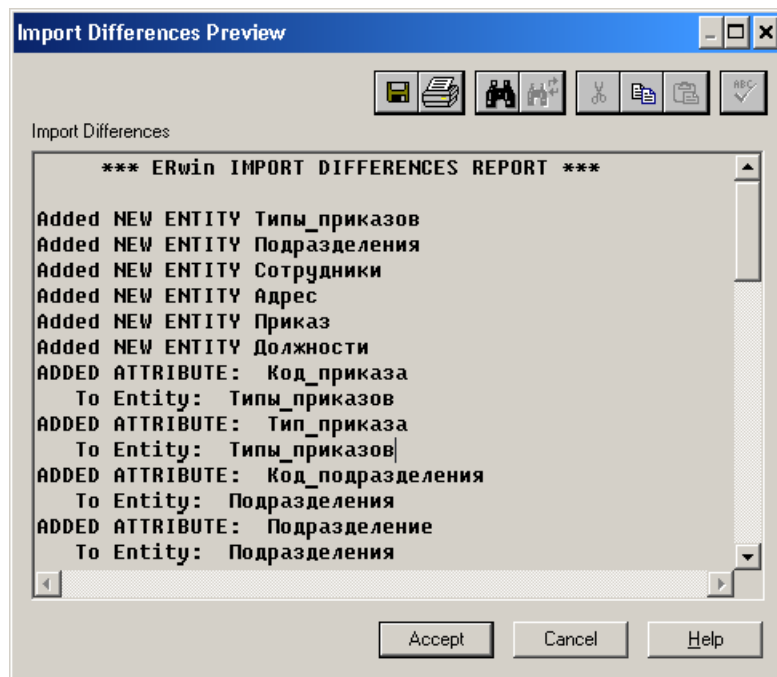 Import Differences Preview
ABC
Import Differences
*** ERwin IMPORT DIFFERENCES REPORT ***
Added NEW ENTITY Типы_приказов
Added NEW ENTITY Подразделения
Added NEW ENTITY Сотрудники
Added NEW ENTITY Адрес
Added NEW ENTITY Приказ
Added NEW ENTITY Должности
ADDED ATTRIBUTE: Код_приказа
To Entity: Типы_приказов
ADDED ATTRIBUTE: Тип_приказа
To Entity: Типы_приказов
ADDED ATTRIBUTE: Код_подразделения
To Entity: Подразделения
ADDED ATTRIBUTE: Подразделение
To Entity: Подразделения
Accept Cancel Help